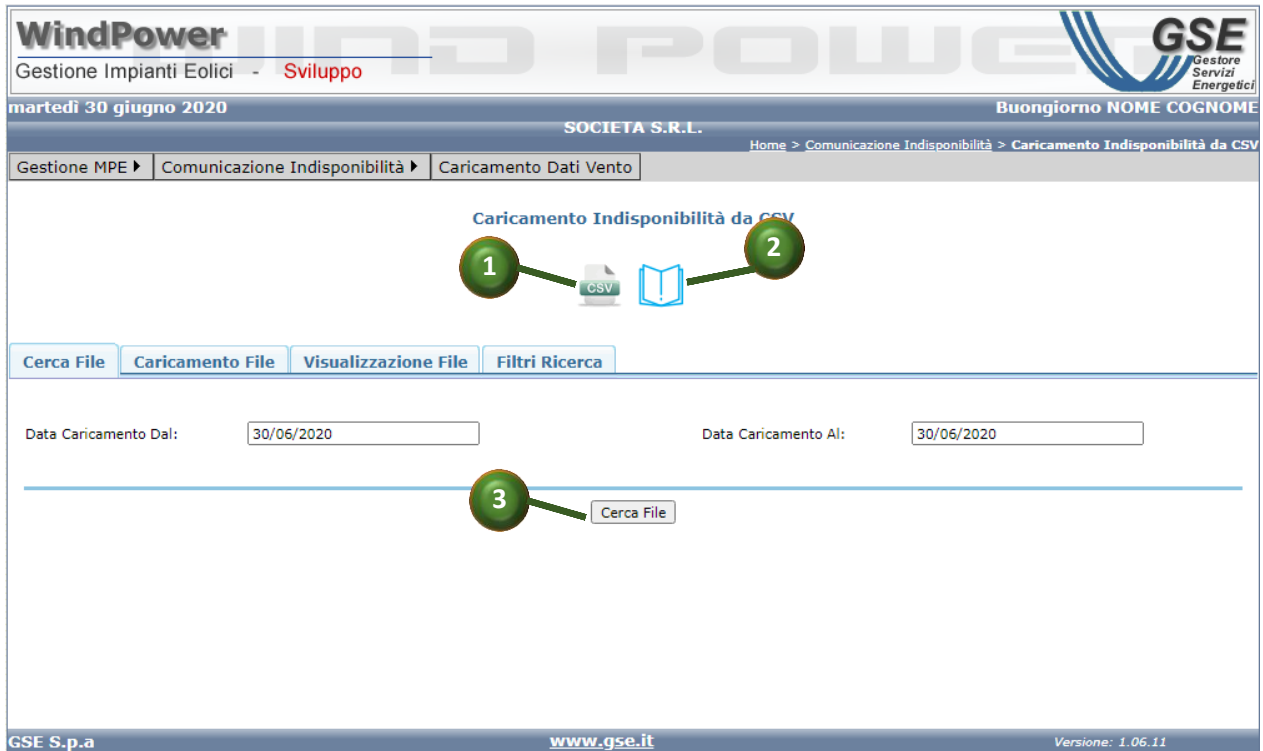 WindPower
WIND POWER
GSE
Gestore
Servizi
Energetici
Gestione Impianti Eolici - Sviluppo
martedì 30 giugno 2020
Buongiorno NOME COGNOME
SOCIETA S.R.L.
Home > Comunicazione Indisponibilità > Caricamento Indisponibilità da CSV
Gestione MPE Comunicazione Indisponibilità Caricamento Dati Vento
Caricamento Indisponibilità da CSV
1
2
CSV
Cerca File Caricamento File Visualizzazione File Filtri Ricerca
Data Caricamento Dal: 30/06/2020 Data Caricamento Al: 30/06/2020
3
Cerca File
GSE S.p.a www.gse.it Versione: 1.06.11